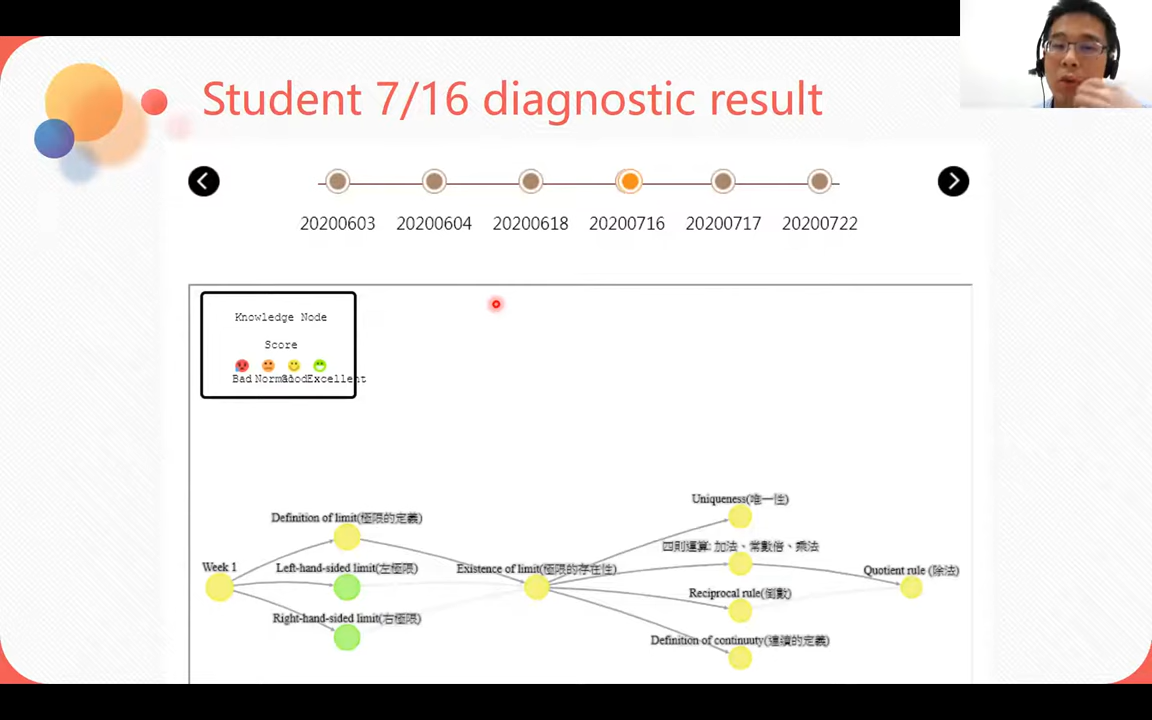 Student 7/16 diagnostic result
20200603 20200604 20200618 20200716 20200717 20200722
Knowledge Node
Score
Bad Normal Good Excellent
Uniqueness(唯一性)
Definition of limit(極限的定義)
四則運算: 加法、常數倍、乘法
Week 1
Left-hand-sided limit(左極限)
Existence of limit(極限的存在性)
Quotient rule (除法)
Reciprocal rule(倒數)
Right-hand-sided limit(右極限)
Definition of continuuty(連續的定義)